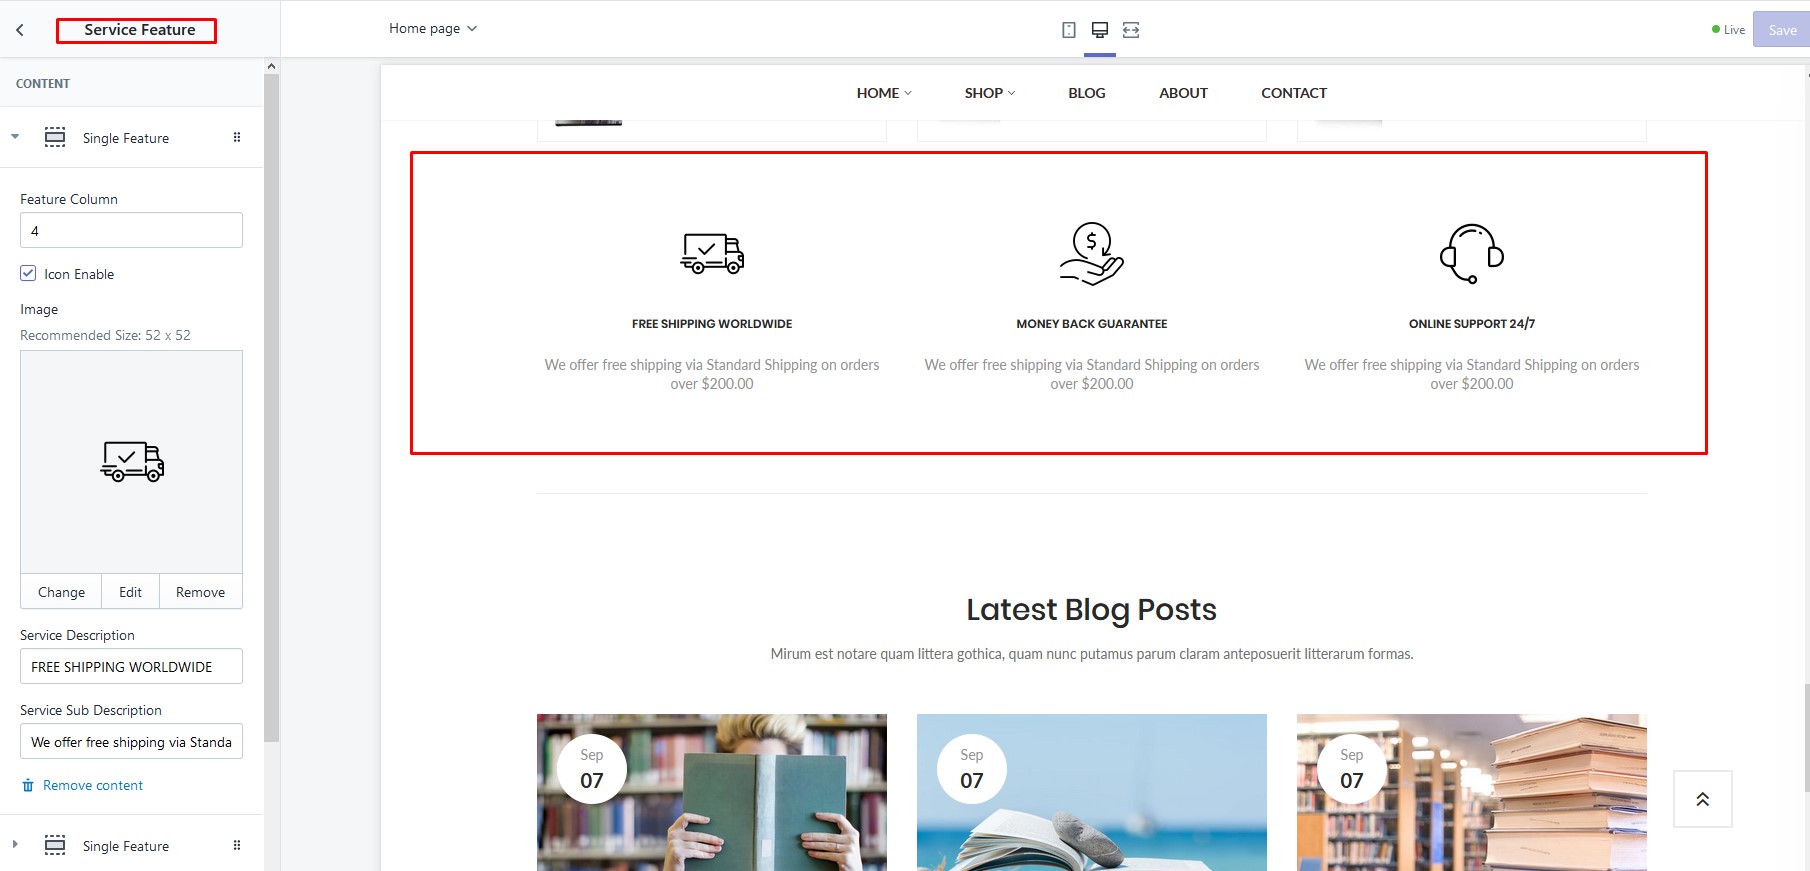 Service Feature
Home page
Live
Save
CONTENT
Single Feature
Feature Column
4
Icon Enable
Image
Recommended Size: 52 x 52
Change
Edit
Remove
Service Description
FREE SHIPPING WORLDWIDE
Service Sub Description
We offer free shipping via Standa
Remove content
Single Feature
HOME
SHOP
BLOG
ABOUT
CONTACT
FREE SHIPPING WORLDWIDE
We offer free shipping via Standard Shipping on orders
over $200.00
MONEY BACK GUARANTEE
We offer free shipping via Standard Shipping on orders
over $200.00
ONLINE SUPPORT 24/7
We offer free shipping via Standard Shipping on orders
over $200.00
Latest Blog Posts
Mirum est notare quam littera gothica, quam nunc putamus parum claram anteposuerit litterarum formas.
Sep
07
Sep
07
Sep
07